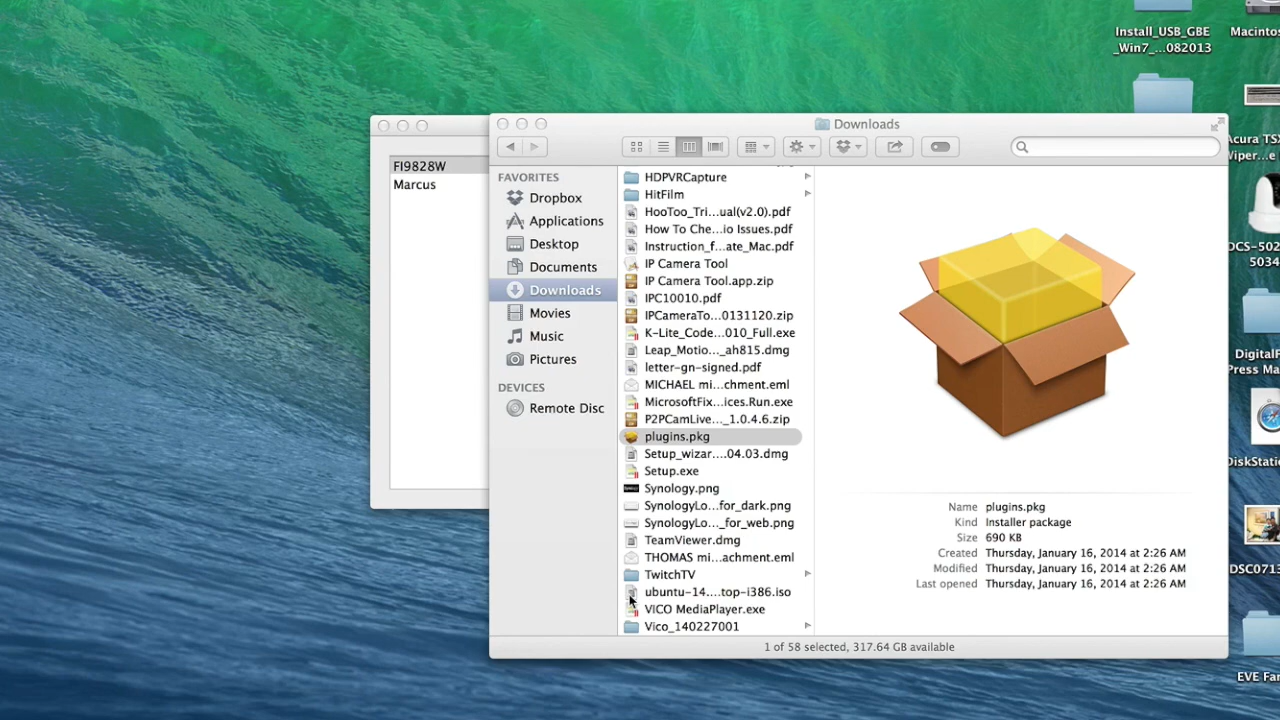 Install_USB_GBE
_Win7_...082013
Macintos
Downloads
FI9828W
Marcus
FAVORITES
Dropbox
Applications
Desktop
Documents
Downloads
Movies
Music
Pictures
DEVICES
Remote Disc
HDPVRCapture
HitFilm
HooToo_Tri...ual(v2.0).pdf
How To Che...io Issues.pdf
Instruction_f...ate_Mac.pdf
IP Camera Tool
IP Camera Tool.app.zip
IPC10010.pdf
IPCameraTo...0131120.zip
K-Lite_Code...010_Full.exe
Leap_Motio..._ah815.dmg
letter-gn-signed.pdf
MICHAEL mi...chment.eml
MicrosoftFix...ices.Run.exe
P2PCamLive..._1.0.4.6.zip
plugins.pkg
Setup_wizar....04.03.dmg
Setup.exe
Synology.png
SynologyLo...for_dark.png
SynologyLo..._for_web.png
TeamViewer.dmg
THOMAS mi...achment.eml
TwitchTV
ubuntu-14....top-i386.iso
VICO MediaPlayer.exe
Vico_140227001
Name plugins.pkg
Kind Installer package
Size 690 KB
Created Thursday, January 16, 2014 at 2:26 AM
Modified Thursday, January 16, 2014 at 2:26 AM
Last opened Thursday, January 16, 2014 at 2:26 AM
1 of 58 selected, 317.64 GB available
Acura TSX
Wiper...e
DCS-502
5034
DigitalF
Press Ma
DiskStati
DSC0713
EVE Fan